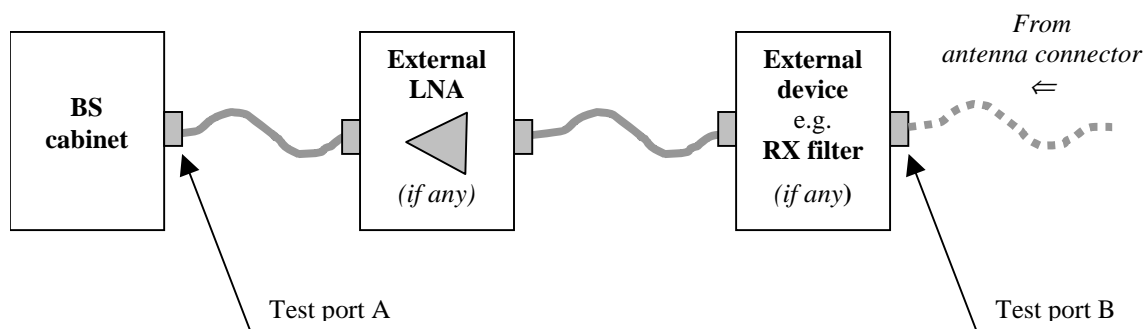 BS
cabinet
External
LNA
(if any)
External
device
e.g.
RX filter
(if any)
From
antenna connector
⇐
Test port A
Test port B